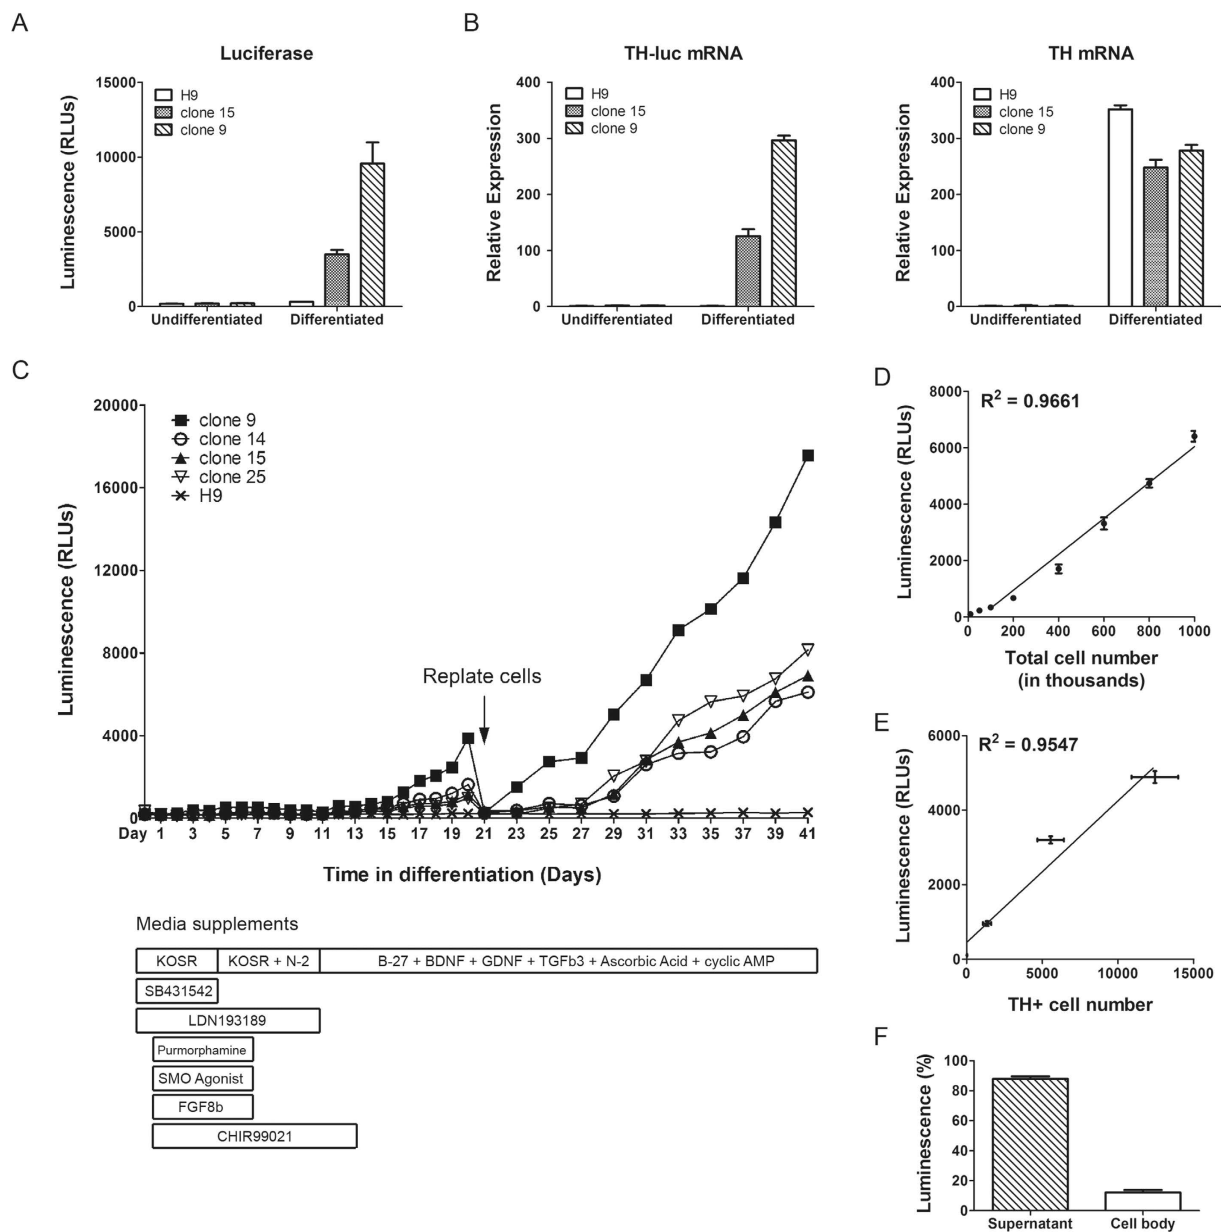 A
Luciferase
Luminescence (RLUs)
15000
10000
5000
0
H9
clone 15
clone 9
Undifferentiated Differentiated
B
TH-luc mRNA
Relative Expression
400
300
200
100
0
H9
clone 15
clone 9
Undifferentiated Differentiated
TH mRNA
Relative Expression
400
300
200
100
0
H9
clone 15
clone 9
Undifferentiated Differentiated
C
Luminescence (RLUs)
20000
16000
12000
8000
4000
0
clone 9
clone 14
clone 15
clone 25
H9
Replate cells
Day 1 3 5 7 9 11 13 15 17 19 21 23 25 27 29 31 33 35 37 39 41
Time in differentiation (Days)
Media supplements
KOSR KOSR + N-2 B-27 + BDNF + GDNF + TGFb3 + Ascorbic Acid + cyclic AMP
SB431542
LDN193189
Purmorphamine
SMO Agonist
FGF8b
CHIR99021
D
R² = 0.9661
Luminescence (RLUs)
8000
6000
4000
2000
0
0 200 400 600 800 1000
Total cell number
(in thousands)
E
R² = 0.9547
Luminescence (RLUs)
6000
4000
2000
0
0 5000 10000 15000
TH+ cell number
F
Luminescence (%)
100
80
60
40
20
0
Supernatant Cell body